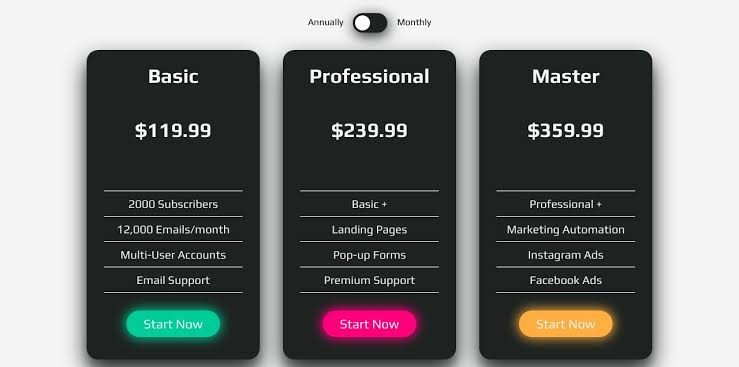 Annually Monthly
Basic
$119.99
2000 Subscribers
12,000 Emails/month
Multi-User Accounts
Email Support
Start Now
Professional
$239.99
Basic +
Landing Pages
Pop-up Forms
Premium Support
Start Now
Master
$359.99
Professional +
Marketing Automation
Instagram Ads
Facebook Ads
Start Now